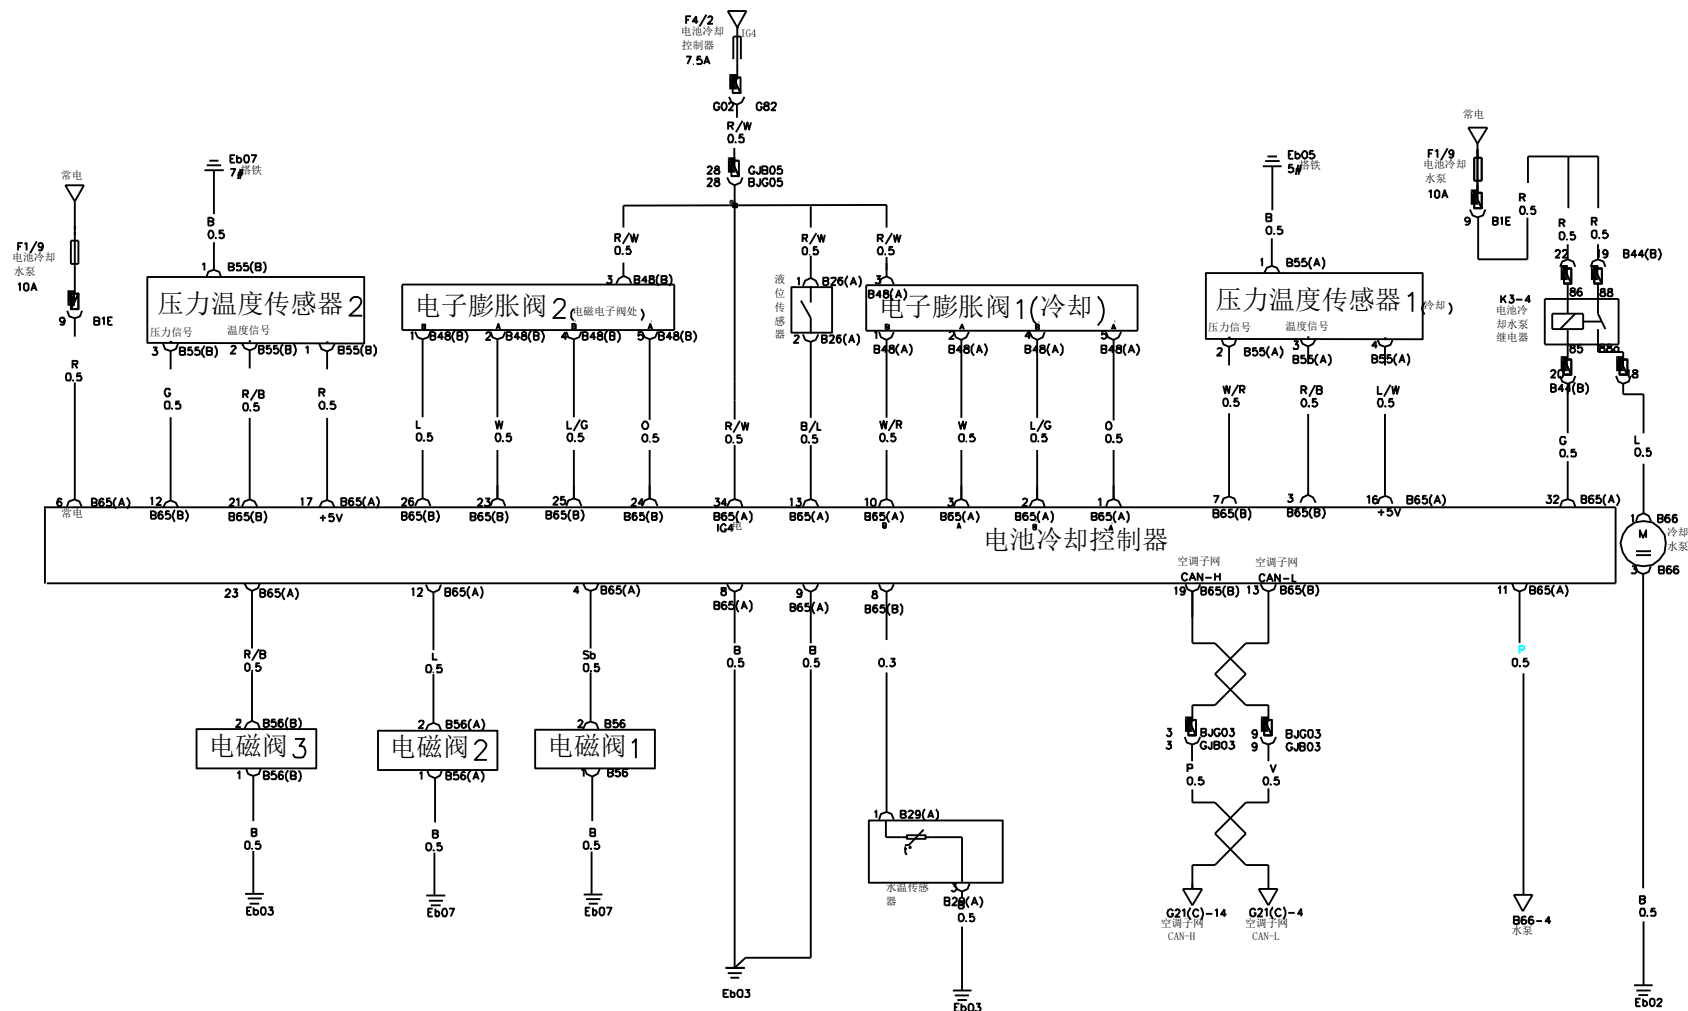 F4/2
电池冷却
控制器
7.5A
IG4
G02 G82
R/W
0.5
28 GJB05
28 BJG05
常电
F1/9
电池冷却
水泵
10A
9 B1E
R
0.5
Eb07
7# 搭铁
B
0.5
1 B55(B)
压力温度传感器2
压力信号 温度信号
3 B55(B) 2 B55(B) 1 B55(B)
G
0.5
R/B
0.5
R
0.5
R/W
0.5
3 B48(B)
电子膨胀阀2(电磁电子阀处)
B A B A
1 B48(B) 2 B48(B) 4 B48(B) 5 B48(B)
L
0.5
W
0.5
L/G
0.5
O
0.5
R/W
0.5
R/W
0.5
液位传感器
1 B26(A)
2 B26(A)
B/L
0.5
R/W
0.5
3
B48(A)
电子膨胀阀1(冷却)
B A B A
1 B48(A) 2 B48(A) 4 B48(A) 5 B48(A)
W/R
0.5
W
0.5
L/G
0.5
O
0.5
Eb05
5# 搭铁
B
0.5
1 B55(A)
压力温度传感器1(冷却)
压力信号 温度信号
2 B55(A) 3 B55(A) 4 B55(A)
W/R
0.5
R/B
0.5
L/W
0.5
常电
F1/9
电池冷却
水泵
10A
9 B1E
R
0.5
R
0.5
R
0.5
22 19 B44(B)
86 88
K3-4
电池冷
却水泵
继电器
85 88a
20 18
B44(B)
G
0.5
L
0.5
6 B65(A)
常电
12 B65(B)
21 B65(B)
17 B65(A)
+5V
26 B65(B)
23 B65(B)
25 B65(B)
24 B65(B)
34 B65(A)
IG4电
13 B65(A)
10 B65(A)
B
3 B65(A)
A
2 B65(A)
B
1 B65(A)
A
7 B65(B)
3 B65(B)
16 B65(A)
+5V
32 B65(A)
电池冷却控制器
1 B66
M
冷却
水泵
3 B66
空调子网
CAN-H
空调子网
CAN-L
23 B65(A)
12 B65(A)
4 B65(A)
8 B65(A)
9 B65(A)
8 B65(B)
19 B65(B)
13 B65(B)
11 B65(A)
R/B
0.5
L
0.5
Sb
0.5
B
0.5
B
0.5
0.3
P
0.5
2 B56(B)
电磁阀3
1 B56(B)
2 B56(A)
电磁阀2
1 B56(A)
2 B56
电磁阀1
1 B56
B
0.5
B
0.5
B
0.5
Eb03
Eb07
Eb07
Eb03
1 B29(A)
水温传感
器
3
B29(A)
B
0.5
Eb03
3 BJG03
3 GJB03
9 BJG03
9 GJB03
P
0.5
V
0.5
G21(C)-14
空调子网
CAN-H
G21(C)-4
空调子网
CAN-L
B66-4
水泵
B
0.5
Eb02